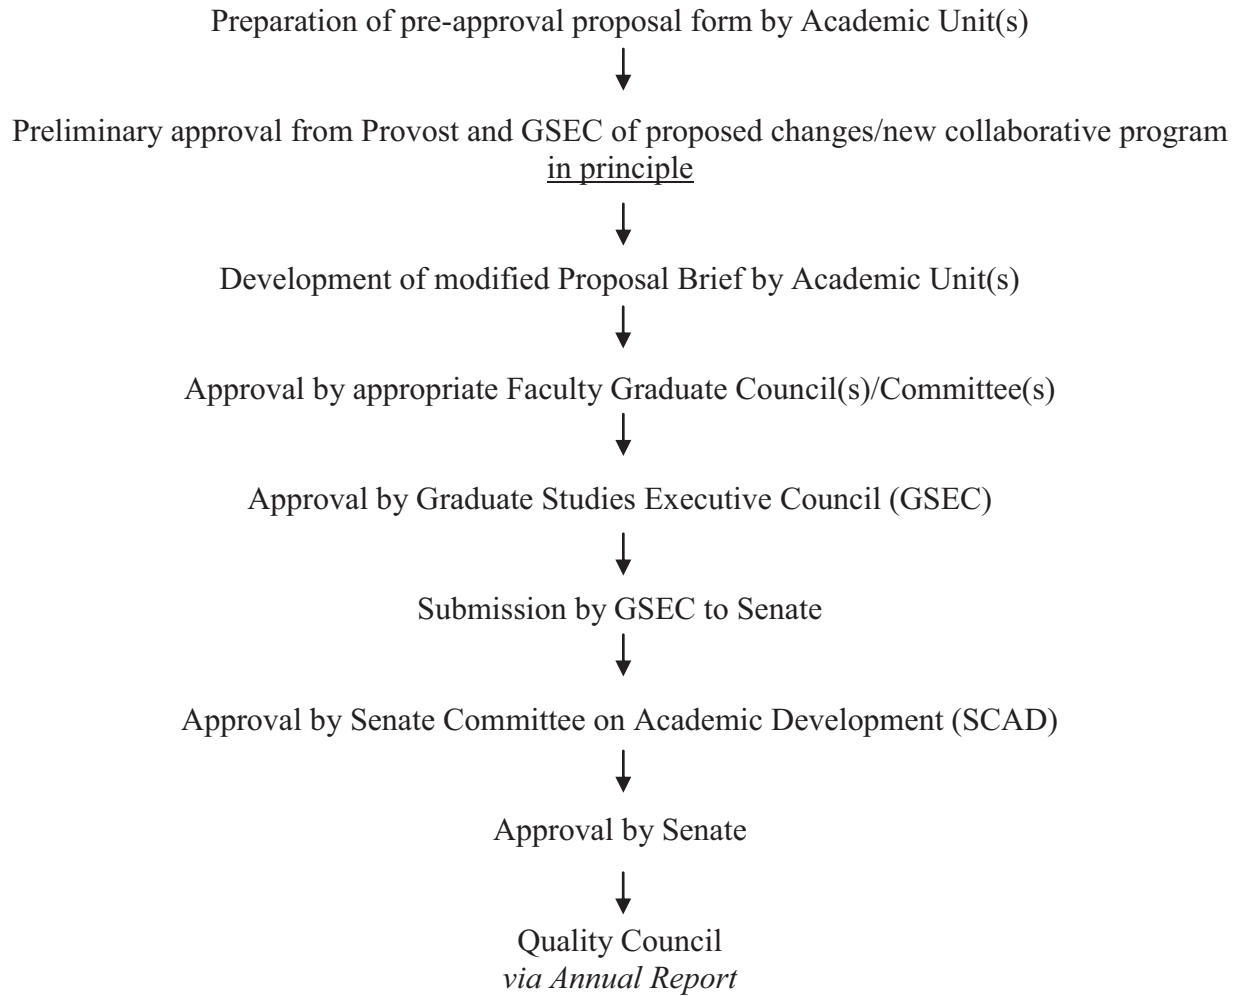 Preparation of pre-approval proposal form by Academic Unit(s)
Preliminary approval from Provost and GSEC of proposed changes/new collaborative program
in principle
Development of modified Proposal Brief by Academic Unit(s)
Approval by appropriate Faculty Graduate Council(s)/Committee(s)
Approval by Graduate Studies Executive Council (GSEC)
Submission by GSEC to Senate
Approval by Senate Committee on Academic Development (SCAD)
Approval by Senate
Quality Council
via Annual Report